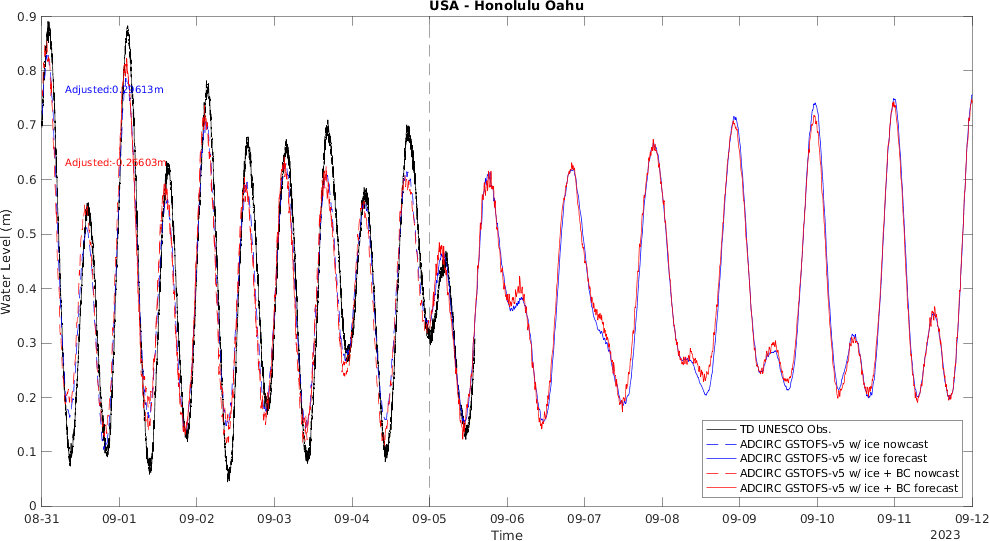 USA - Honolulu Oahu
0.9
0.8
0.7
0.6
0.5
0.4
0.3
0.2
0.1
0
Water Level (m)
Adjusted:0.29613m
Adjusted:-0.26603m
TD UNESCO Obs.
ADCIRC GSTOFS-v5 w/ ice nowcast
ADCIRC GSTOFS-v5 w/ ice forecast
ADCIRC GSTOFS-v5 w/ ice + BC nowcast
ADCIRC GSTOFS-v5 w/ ice + BC forecast
08-31 09-01 09-02 09-03 09-04 09-05 09-06 09-07 09-08 09-09 09-10 09-11 09-12
Time
2023